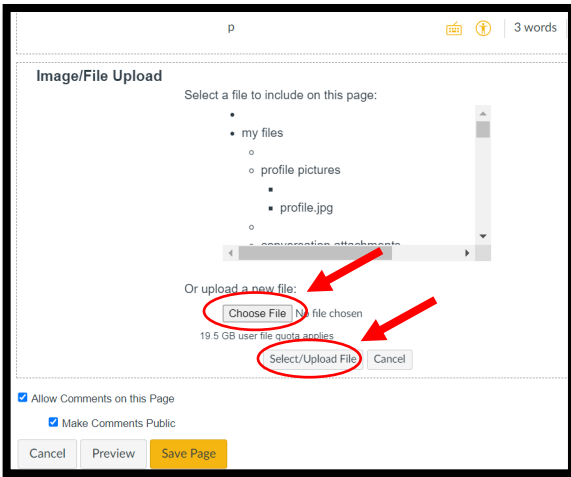 p
3 words
Image/File Upload
Select a file to include on this page:
my files
profile pictures
profile.jpg
conversation attachments
Or upload a new file:
Choose File No file chosen
19.5 GB user file quota applies
Select/Upload File Cancel
Allow Comments on this Page
Make Comments Public
Cancel Preview Save Page